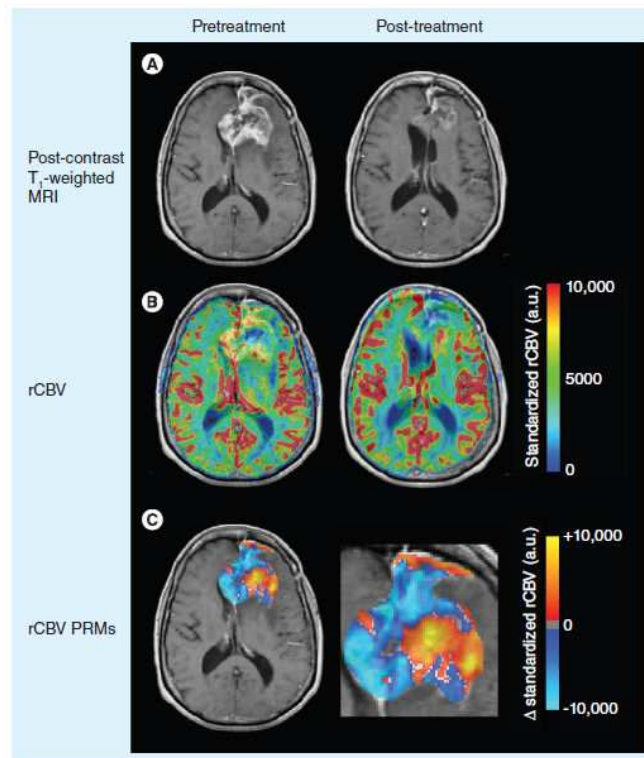 Pretreatment
Post-treatment
A
Post-contrast
T1-weighted
MRI
B
rCBV
10,000
5000
0
Standardized rCBV (a.u.)
C
rCBV PRMs
+10,000
0
-10,000
Δ standardized rCBV (a.u.)